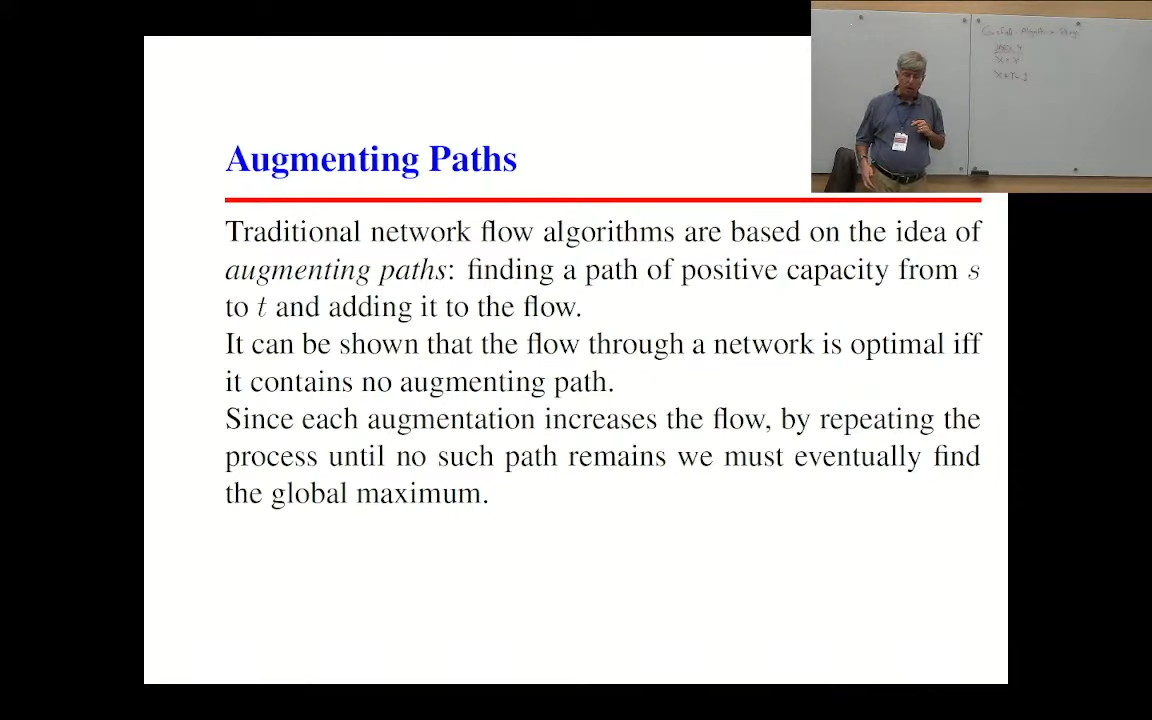 Augmenting Paths
Traditional network flow algorithms are based on the idea of
augmenting paths: finding a path of positive capacity from s
to t and adding it to the flow.
It can be shown that the flow through a network is optimal iff
it contains no augmenting path.
Since each augmentation increases the flow, by repeating the
process until no such path remains we must eventually find
the global maximum.